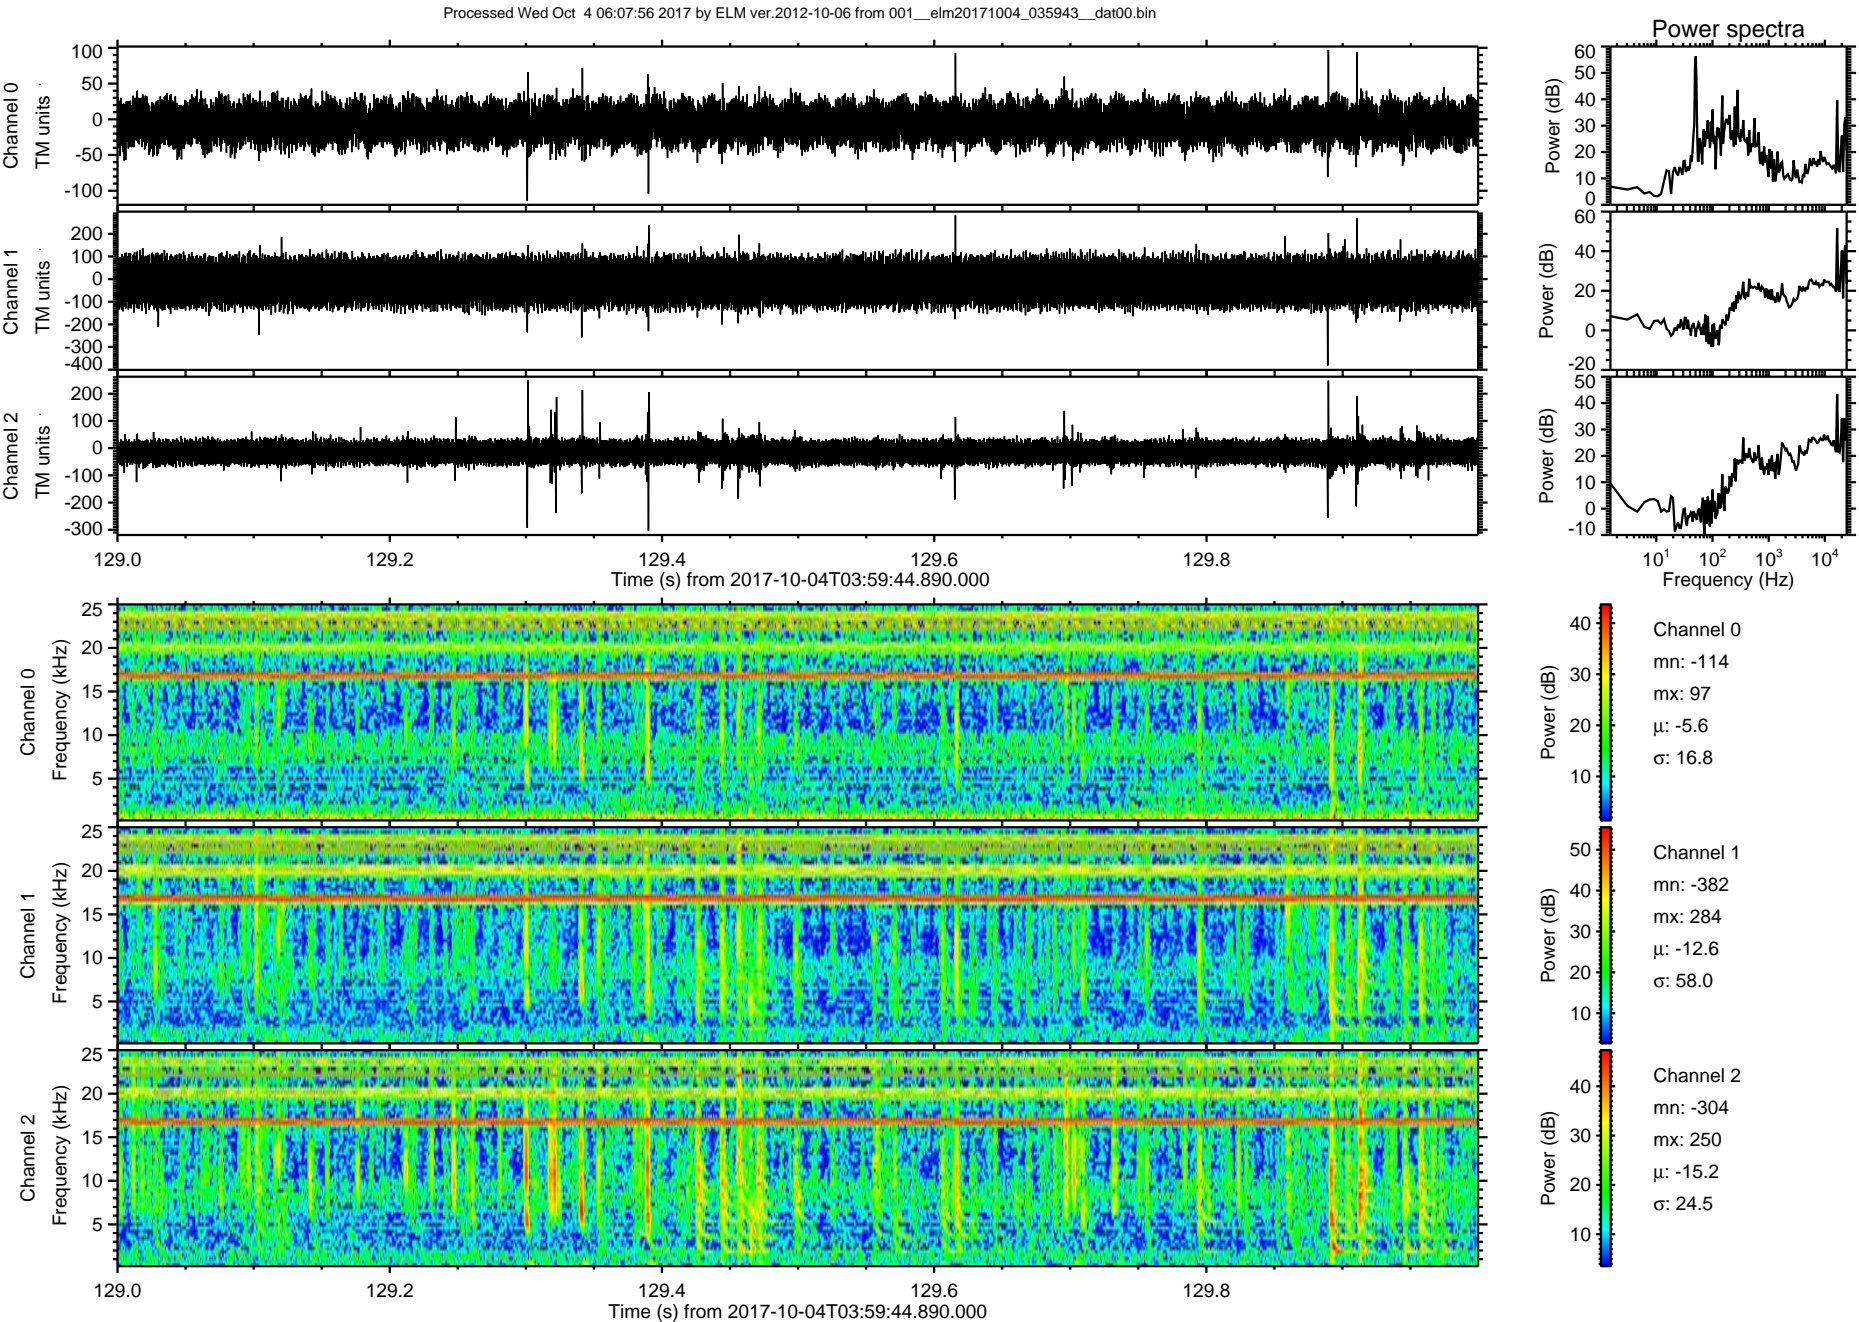 Processed Wed Oct  4 06:07:56 2017 by ELM ver.2012-10-06 from 001__elm20171004_035943__dat00.bin
Power spectra
Channel 0
TM units
100
50
0
-50
-100
Power (dB)
60
50
40
30
20
10
0
Channel 1
TM units
200
100
0
-100
-200
-300
-400
Power (dB)
60
40
20
0
-20
Channel 2
TM units
200
100
0
-100
-200
-300
Power (dB)
50
40
30
20
10
0
-10
129.0 129.2 129.4 129.6 129.8
Time (s) from 2017-10-04T03:59:44.890.000
10¹ 10² 10³ 10⁴
Frequency (Hz)
Channel 0
Frequency (kHz)
25
20
15
10
5
Power (dB)
40
30
20
10
Channel 0
mn: -114
mx: 97
μ: -5.6
σ: 16.8
Channel 1
Frequency (kHz)
25
20
15
10
5
Power (dB)
50
40
30
20
10
Channel 1
mn: -382
mx: 284
μ: -12.6
σ: 58.0
Channel 2
Frequency (kHz)
25
20
15
10
5
Power (dB)
40
30
20
10
Channel 2
mn: -304
mx: 250
μ: -15.2
σ: 24.5
129.0 129.2 129.4 129.6 129.8
Time (s) from 2017-10-04T03:59:44.890.000